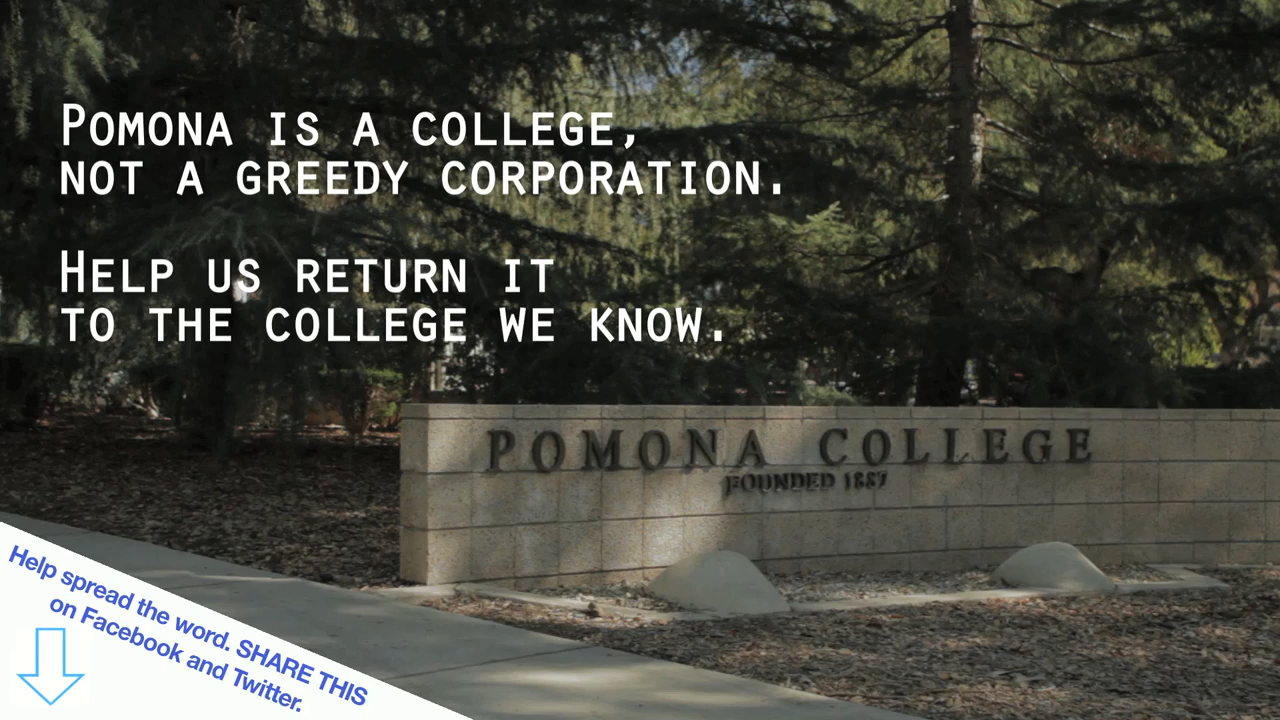 Pomona is a college,
not a greedy corporation.
Help us return it
to the college we know.
POMONA COLLEGE
FOUNDED 1887
Help spread the word. SHARE THIS
on Facebook and Twitter.